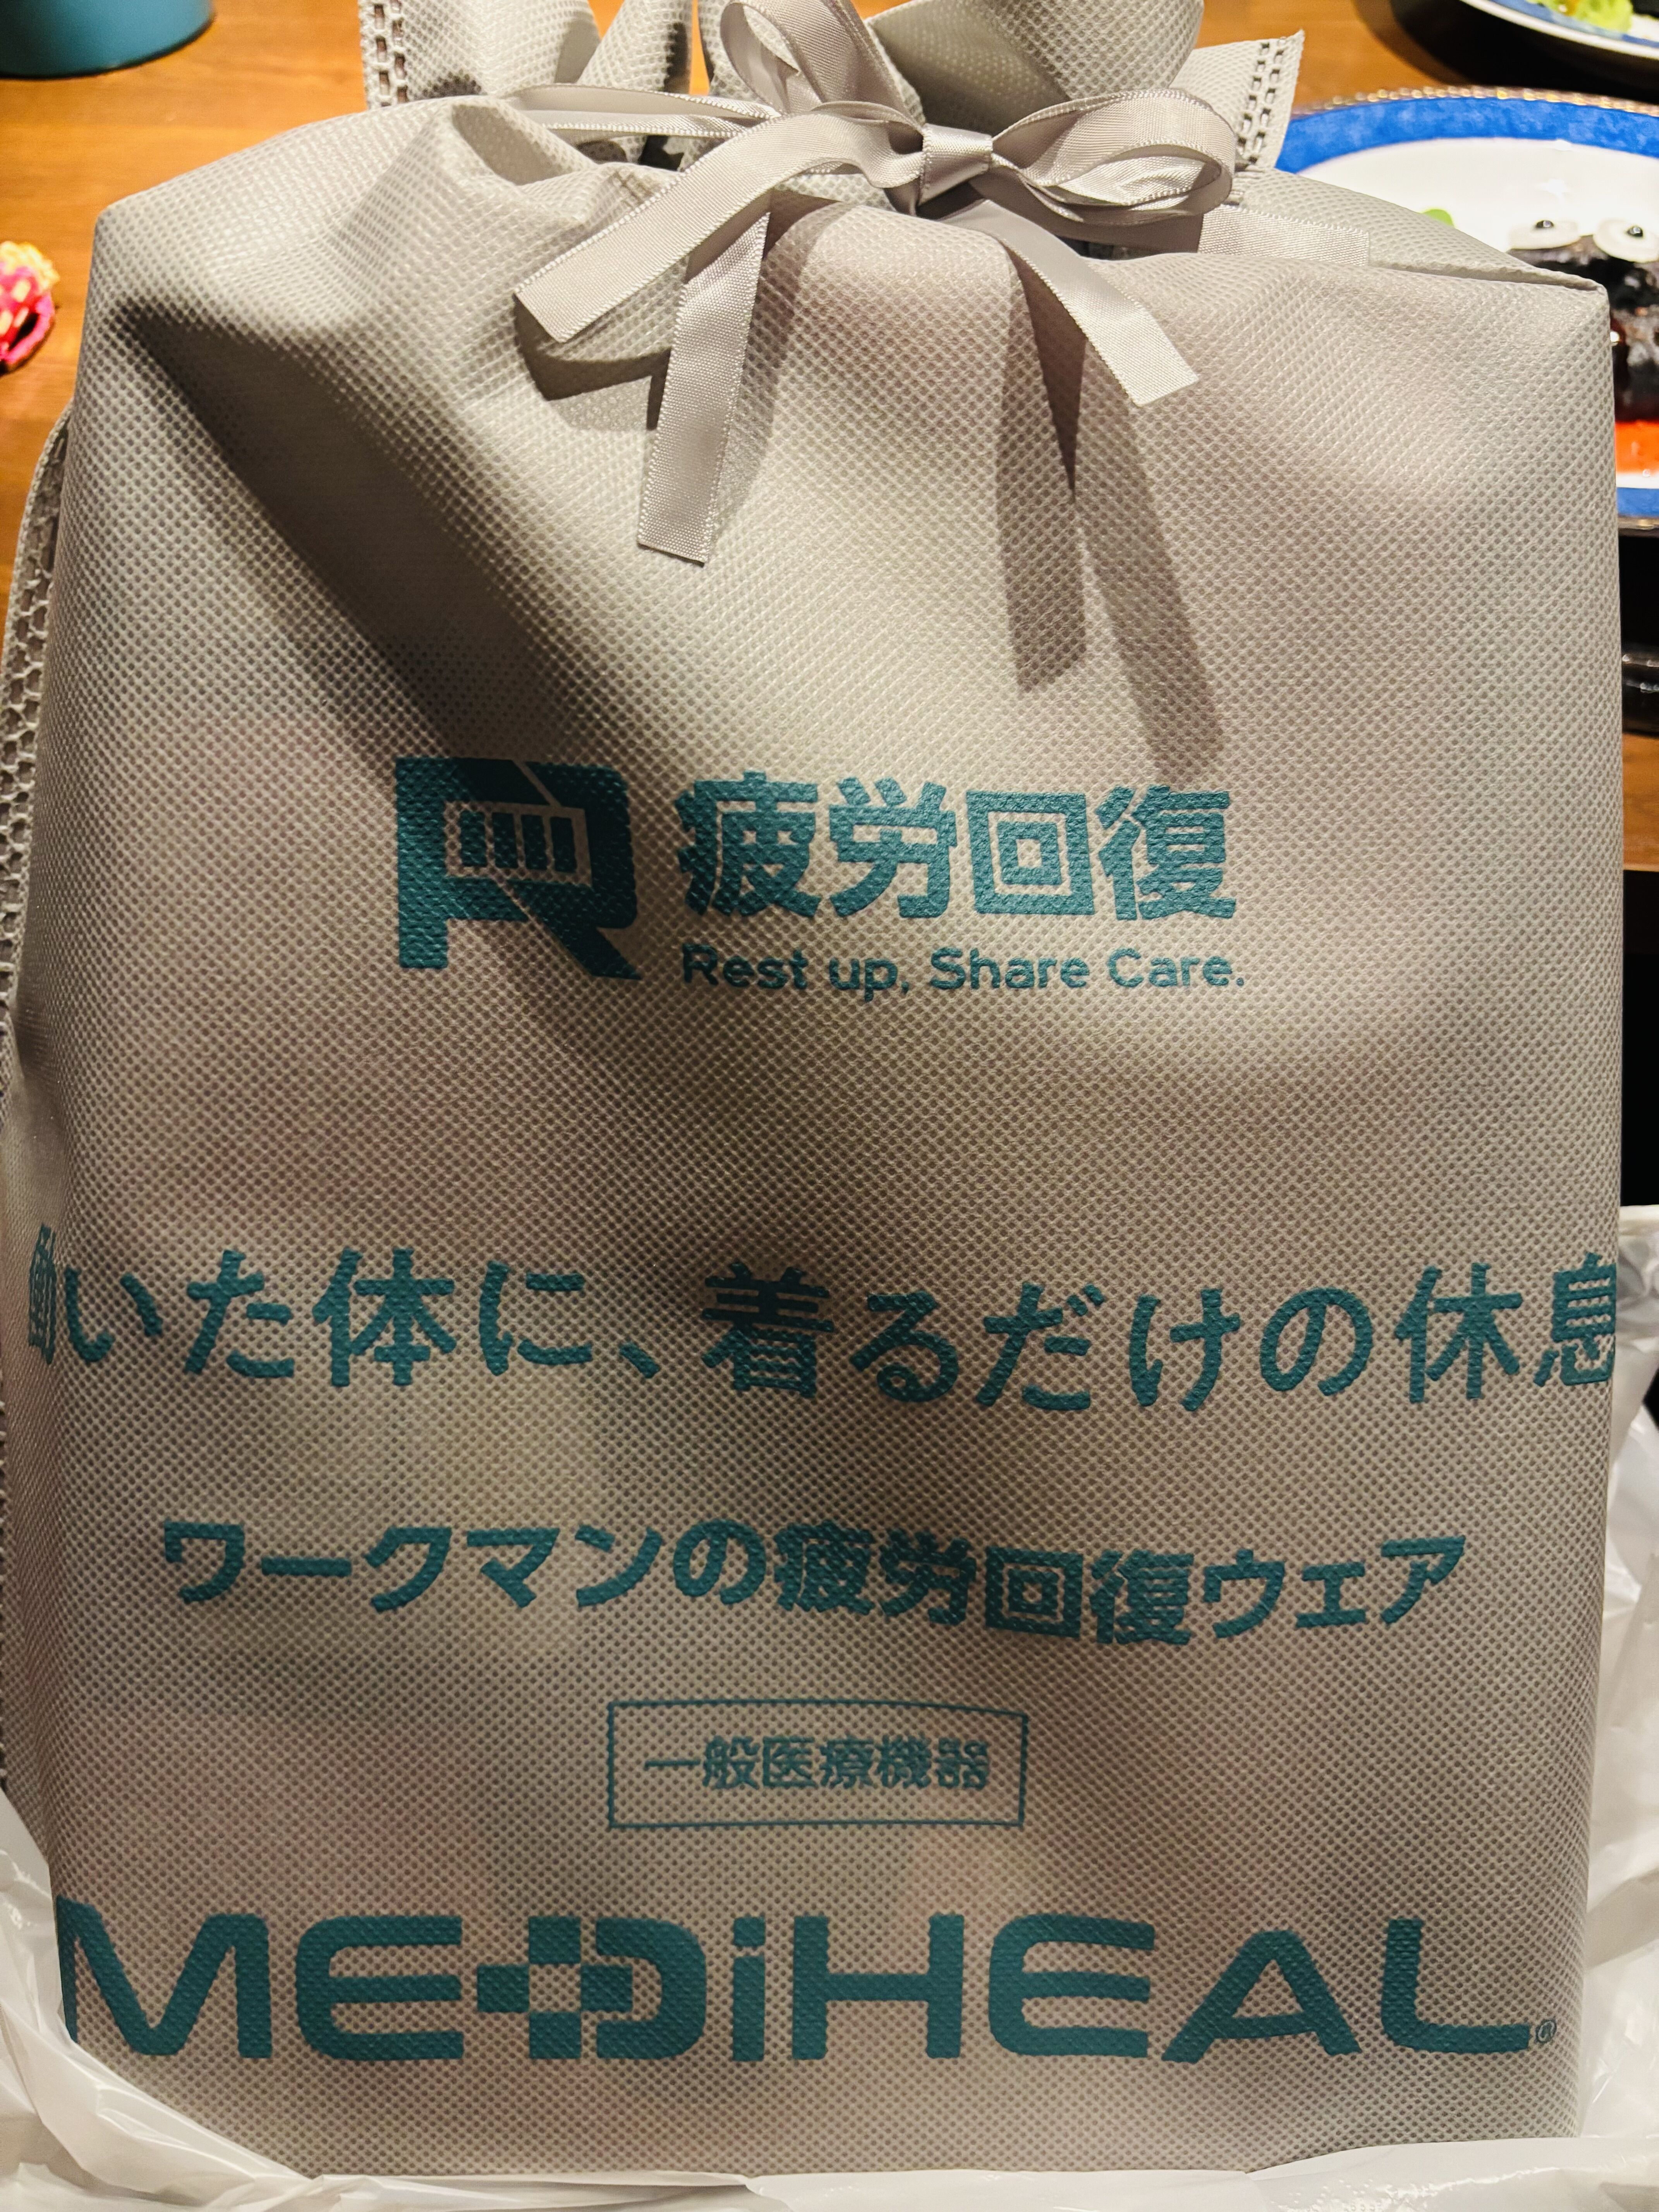 疲労回復
Rest up, Share Care.
働いた体に、着るだけの休息
ワークマンの疲労回復ウェア
一般医療機器
MEDiHEAL®